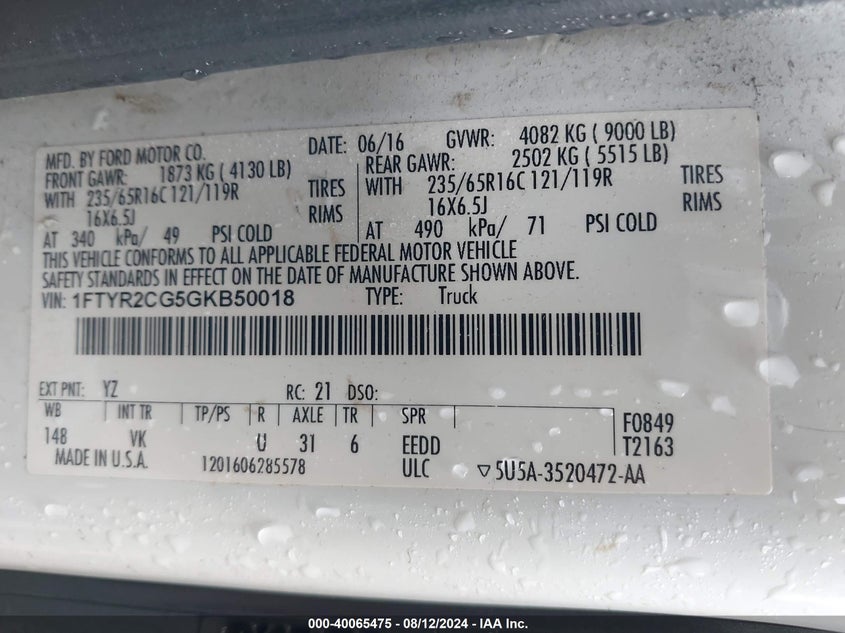 MFD. BY FORD MOTOR CO. DATE: 06/16 GVWR: 4082 KG ( 9000 LB)
FRONT GAWR: 1873 KG ( 4130 LB) REAR GAWR: 2502 KG ( 5515 LB)
WITH 235/65R16C 121/119R TIRES WITH 235/65R16C 121/119R TIRES
16X6.5J RIMS 16X6.5J RIMS
AT 340 kPa/ 49 PSI COLD AT 490 kPa/ 71 PSI COLD
THIS VEHICLE CONFORMS TO ALL APPLICABLE FEDERAL MOTOR VEHICLE
SAFETY STANDARDS IN EFFECT ON THE DATE OF MANUFACTURE SHOWN ABOVE.
VIN: 1FTYR2CG5GKB50018 TYPE: Truck
EXT PNT: YZ RC: 21 DSO:
WB INT TR TP/PS R AXLE TR SPR F0849
148 VK U 31 6 EEDD T2163
MADE IN U.S.A. 1201606285578 ULC ▽5U5A-3520472-AA
000-40065475 - 08/12/2024 - IAA Inc.